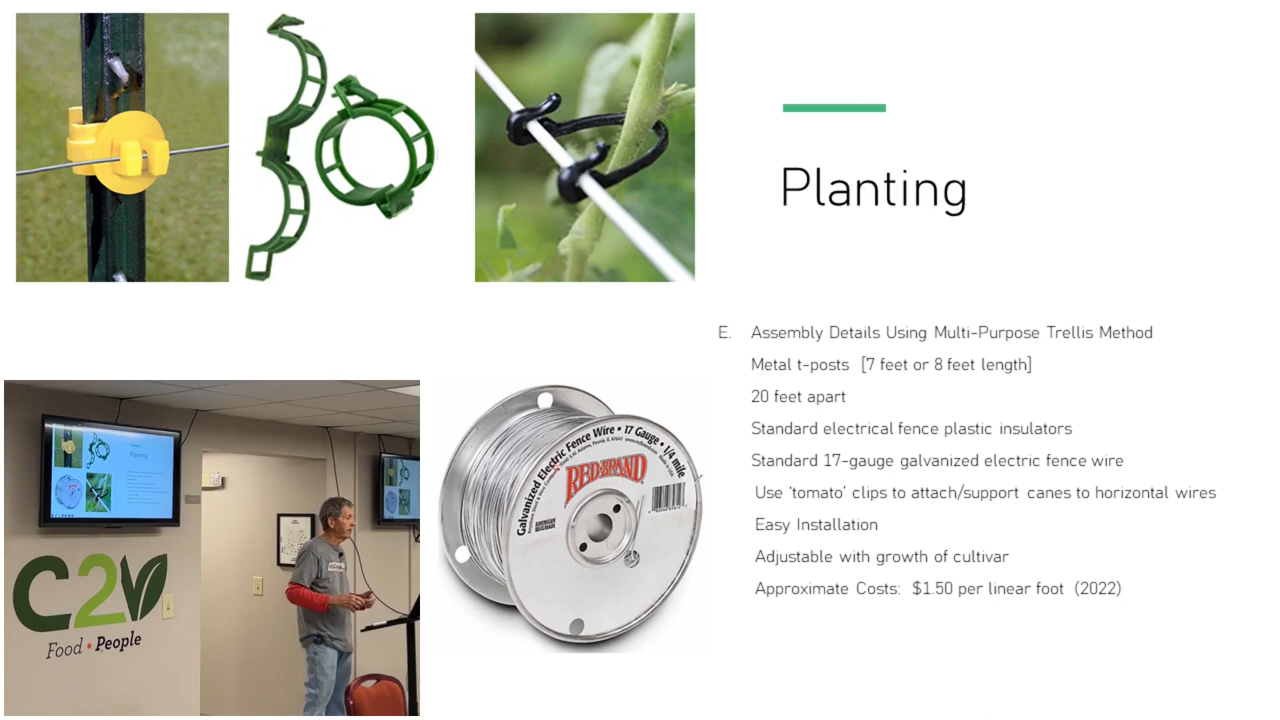 Planting
E. Assembly Details Using Multi-Purpose Trellis Method
Metal t-posts [7 feet or 8 feet length]
20 feet apart
Standard electrical fence plastic insulators
Standard 17-gauge galvanized electric fence wire
Use 'tomato' clips to attach/support canes to horizontal wires
Easy Installation
Adjustable with growth of cultivar
Approximate Costs: $1.50 per linear foot (2022)
Galvanized Electric Fence Wire • 17 Gauge • 1/4 mile
RED BRAND
AMERICAN
MADE
Planting
C2V
Food • People